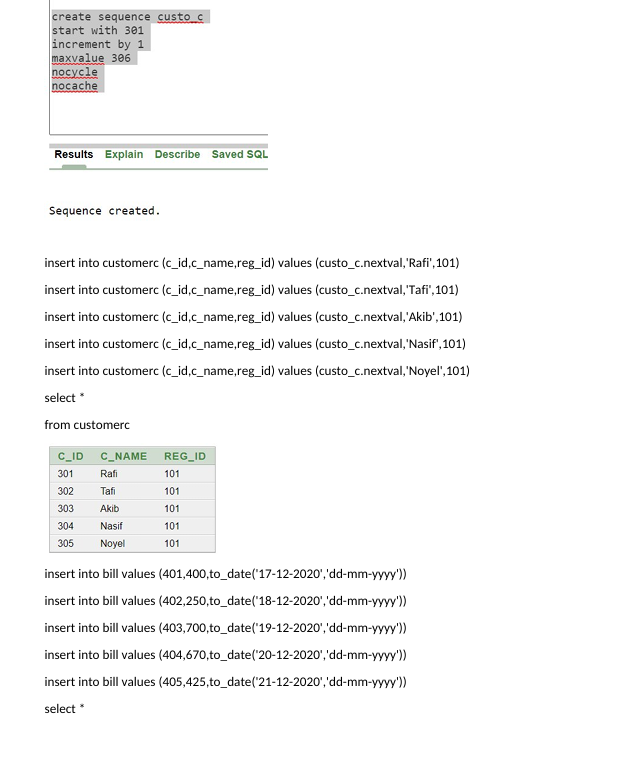 create sequence custo_c
start with 301
increment by 1
maxvalue 306
nocycle
nocache
Results Explain Describe Saved SQL
Sequence created.
insert into customerc (c_id,c_name,reg_id) values (custo_c.nextval,'Rafi',101)
insert into customerc (c_id,c_name,reg_id) values (custo_c.nextval,'Tafi',101)
insert into customerc (c_id,c_name,reg_id) values (custo_c.nextval,'Akib',101)
insert into customerc (c_id,c_name,reg_id) values (custo_c.nextval,'Nasif',101)
insert into customerc (c_id,c_name,reg_id) values (custo_c.nextval,'Noyel',101)
select *
from customerc
C_ID C_NAME REG_ID
301 Rafi 101
302 Tafi 101
303 Akib 101
304 Nasif 101
305 Noyel 101
insert into bill values (401,400,to_date('17-12-2020','dd-mm-yyyy'))
insert into bill values (402,250,to_date('18-12-2020','dd-mm-yyyy'))
insert into bill values (403,700,to_date('19-12-2020','dd-mm-yyyy'))
insert into bill values (404,670,to_date('20-12-2020','dd-mm-yyyy'))
insert into bill values (405,425,to_date('21-12-2020','dd-mm-yyyy'))
select *